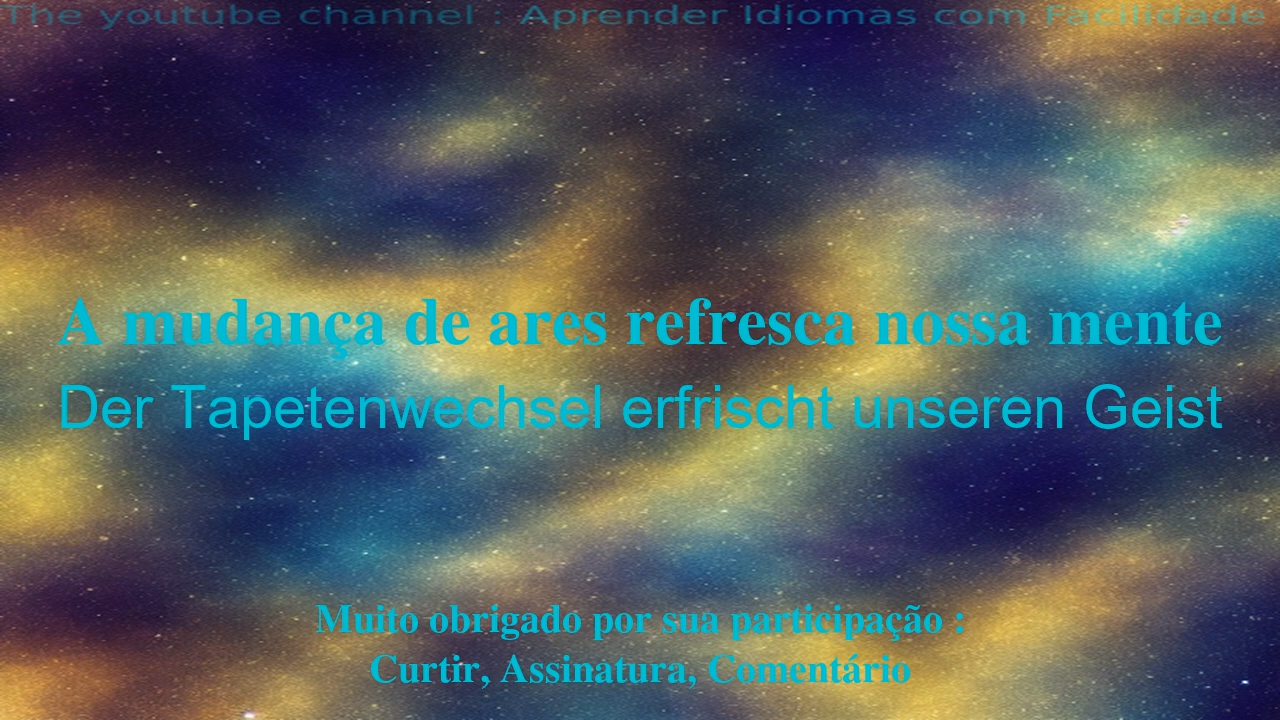 The youtube channel : Aprender Idiomas com Facilidade
A mudança de ares refresca nossa mente
Der Tapetenwechsel erfrischt unseren Geist
Muito obrigado por sua participação :
Curtir, Assinatura, Comentário